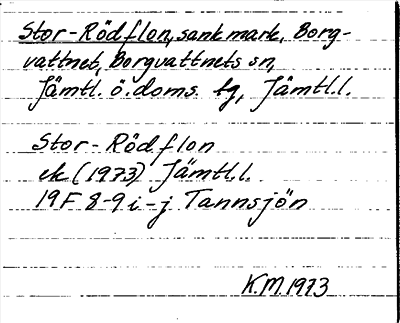 Stor-Rödflon, sankmark, Borg-
vattnet, Borgvattnets sn,
Jämtl. ö. doms. tg, Jämtl.l.
Stor-Rödflon
ek (1973) Jämtl.l.
19F 8-9 i-j Tannsjön
K.M. 1973